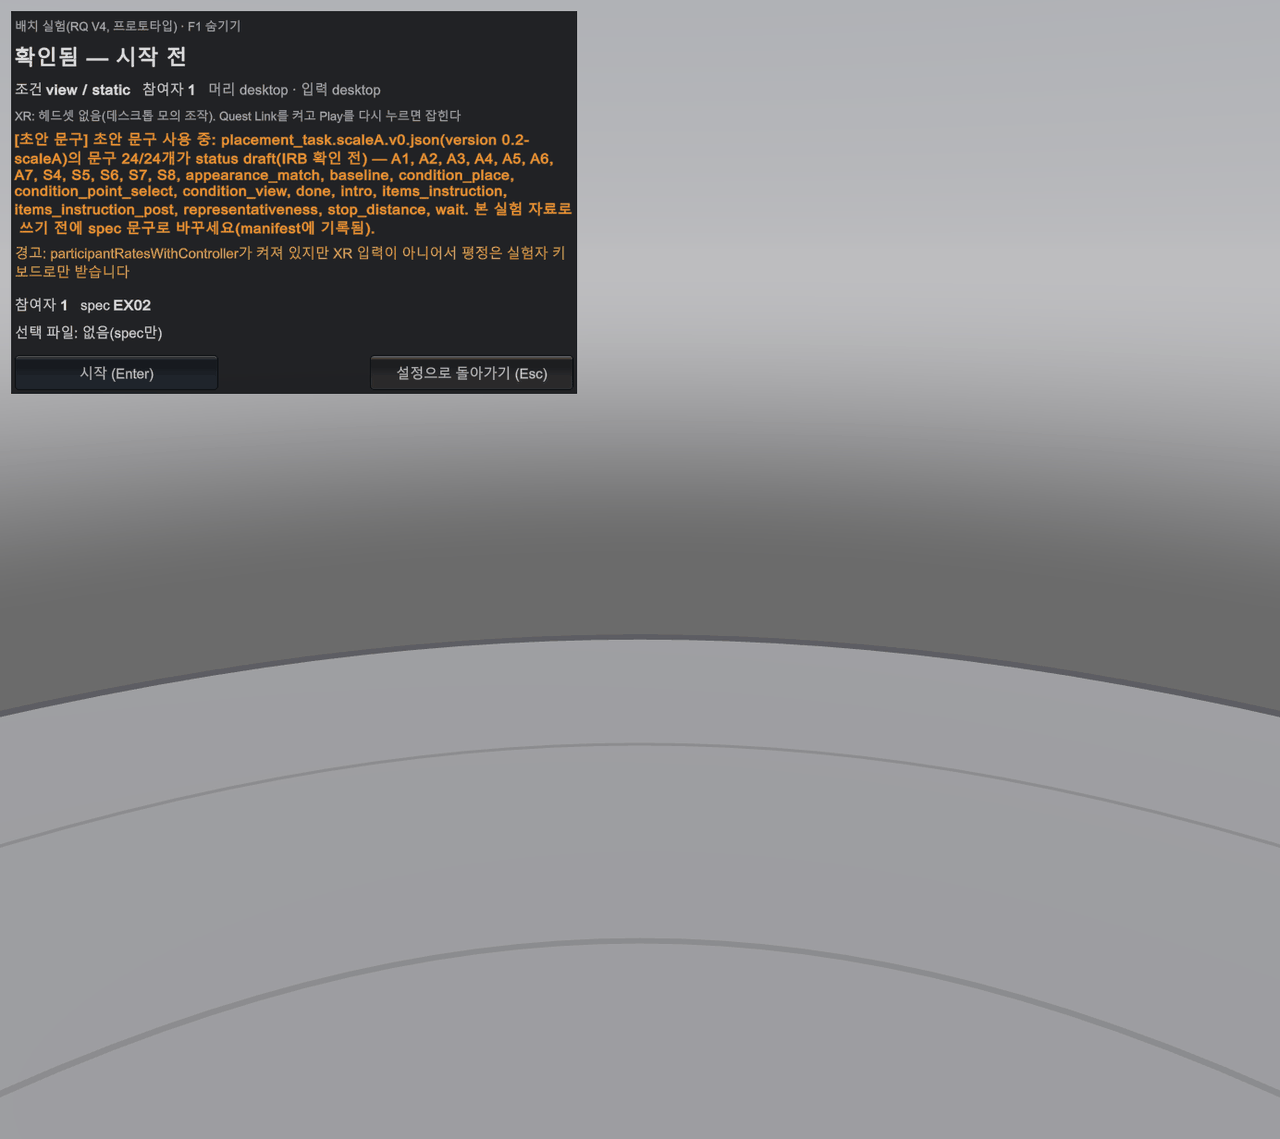 배치 실험(RQ V4, 프로토타입) · F1 숨기기
확인됨 — 시작 전
조건 view / static 참여자 1 머리 desktop · 입력 desktop
XR: 헤드셋 없음(데스크톱 모의 조작). Quest Link를 켜고 Play를 다시 누르면 잡힌다
[초안 문구] 초안 문구 사용 중: placement_task.scaleA.v0.json(version 0.2-
scaleA)의 문구 24/24개가 status draft(IRB 확인 전) — A1, A2, A3, A4, A5, A6,
A7, S4, S5, S6, S7, S8, appearance_match, baseline, condition_place,
condition_point_select, condition_view, done, intro, items_instruction,
items_instruction_post, representativeness, stop_distance, wait. 본 실험 자료로
쓰기 전에 spec 문구로 바꾸세요(manifest에 기록됨).
경고: participantRatesWithController가 켜져 있지만 XR 입력이 아니어서 평정은 실험자 키
보드로만 받습니다
참여자 1 spec EX02
선택 파일: 없음(spec만)
시작 (Enter)
설정으로 돌아가기 (Esc)